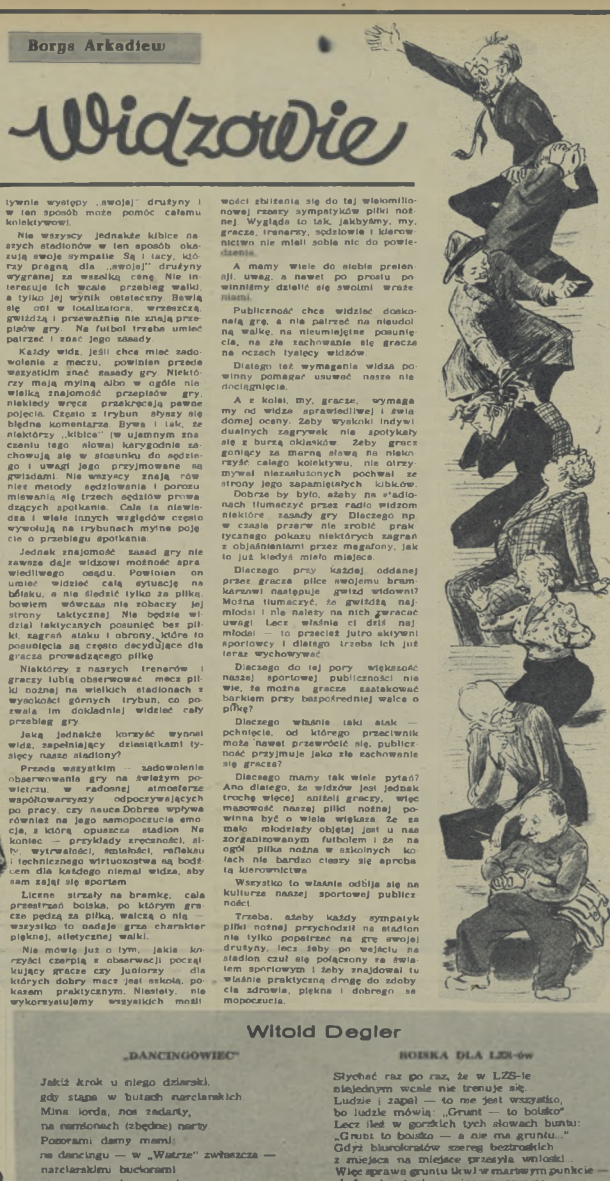 Borys Arkadiew
Widzowie
tywnie występy „swojej" drużyny i
w ten sposób może pomóc całemu
kolektywowi.
Nie wszyscy jednakże kibice na
szych stadionów w ten sposób oka-
zują swoje sympatie Są i tacy, któ-
rzy pragną dla „swojej" drużyny
wygranej za wszelką cenę Nie in-
teresuje ich wcale przebieg walki,
a tylko jej wynik ostateczny Bawią
się oni w totalizatora, wrzeszczą,
gwiżdżą i przeważnie nie znają prze-
pisów gry. Na futbol trzeba umieć
patrzeć i znać jego zasady
Każdy widz, jeśli chce mieć zado-
wolenie z meczu, powinien przede
wszystkim znać zasady gry. Niektó-
rzy mają mylną albo w ogóle nie
wielką znajomość przepisów gry,
niekiedy wręcz przekręcają pewne
pojęcia. Często z trybun słyszy się
błędne komentarze. Bywa i tak, że
niektórzy „kibice" (w ujemnym zna
czeniu tego słowa) karygodnie za-
chowują się w stosunku do sędzie-
go i uwagi jego przyjmowane są
gwizdami. Nie wszyscy znają rów
nież metody sędziowania i porozu
miewania się trzech sędziów prowa
dzących spotkanie. Cała ta niewie-
dza i wiele innych względów często
wywołują na trybunach mylne poję
cie o przebiegu spotkania.
Jednak znajomość zasad gry nie
zawsze daje widzowi możność spra
wiedliwego osądu. Powinien on
umieć widzieć całą sytuację na
boisku, a nie śledzić tylko za piłką,
bowiem wówczas nie zobaczy jej
strony taktycznej Nie będzie wi-
dział taktycznych posunięć bez pił-
ki, zagrań ataku i obrony, które to
posunięcia są często decydujące dla
gracza prowadzącego piłkę
Niektórzy z naszych trenerów i
graczy lubią obserwować mecz pił-
ki nożnej na wielkich stadionach z
wysokości górnych trybun, co po-
zwala im dokładniej widzieć cały
przebieg gry.
Jaką jednakże korzyść wynosi
widz, zapełniający dziesiątkami ty-
sięcy nasze stadiony?
Przede wszystkim — zadowolenie
obserwowania gry na świeżym po-
wietrzu, w radosnej atmosferze
współtowarzyszy odpoczywających
po pracy, czy nauce Dobrze wpływa
również na jego samopoczucie emo
cja, z którą opuszcza stadion Na
koniec — przykłady zręczności, si-
ły, wytrwałości, śmiałości, refleksu
i technicznego wirtuozostwa są bodź-
cem dla każdego niemal widza, aby
sam zajął się sportem
Liczne strzały na bramkę, cała
przestrzeń boiska, po którym gra-
cze pędzą za piłką, walczą o nią —
wszystko to nadaje grze charakter
pięknej, atletycznej walki.
Nie mówię już o tym, jakie ko-
rzyści czerpią z obserwacji począt
kujący gracze czy juniorzy — dla
których dobry mecz jest szkołą, po-
kazem praktycznym. Niestety, nie
wykorzystujemy wszystkich możli
wości zbliżenia się do tej wielomilio-
nowej rzeszy sympatyków piłki noż-
nej Wygląda to tak, jakbyśmy, my,
gracze, trenerzy, sędziowie i kierow-
nictwo nie mieli sobie nic do powie-
dzenia.
A mamy wiele do siebie preten-
sji, uwag, a nawet po prostu po
winniśmy dzielić się swoimi wraże
niami.
Publiczność chce widzieć dosko-
nałą grę, a nie patrzeć na nieudol
ną walkę, na nieumiejętne posunię-
cia, na złe zachowanie się gracza
na oczach tysięcy widzów.
Dlatego też wymagania widza po-
winny pomagać usuwać nasze nie
dociągnięcia.
A z kolei, my, gracze, wymaga
my od widza sprawiedliwej i świa
domej oceny. Żeby wyskoki indywi
dualnych zagrywek nie spotykały
się z burzą oklasków. Żeby gracz
goniący za marną sławą na nieko-
rzyść całego kolektywu, nie otrzy-
mywał niezasłużonych pochwał ze
strony jego zapamiętałych kibiców.
Dobrze by było, ażeby na stadio-
nach tłumaczyć przez radio widzom
niektóre zasady gry Dlaczego np
w czasie przerw nie zrobić prak
tycznego pokazu niektórych zagrań
z objaśnieniami przez megafony, jak
to już kiedyś miało miejsce.
Dlaczego przy każdej oddanej
przez gracza piłce swojemu bram-
karzowi następuje gwizd widowni?
Można tłumaczyć, że gwiżdżą naj-
młodsi i nie należy na nich zwracać
uwagi Lecz właśnie ci dziś naj
młodsi — to przecież jutro aktywni
sportowcy i dlatego trzeba ich już
teraz wychowywać
Dlaczego do tej pory większość
naszej sportowej publiczności nie
wie, że można gracza zaatakować
barkiem przy bezpośredniej walce o
piłkę?
Dlaczego właśnie taki atak —
pchnięcie, od którego przeciwnik
może nawet przewrócić się, publicz-
ność przyjmuje jako złe zachowanie
się gracza?
Dlaczego mamy tak wiele pytań?
Ano dlatego, że widzów jest jednak
trochę więcej aniżeli graczy, więc
masowość naszej piłki nożnej po-
winna być o wiele większa Że za
mało młodzieży objętej jest u nas
zorganizowanym futbolem i że na
ogół piłka nożna w szkolnych ko-
łach nie bardzo cieszy się aproba
tą kierownictwa
Wszystko to właśnie odbija się na
kulturze naszej sportowej publicz
ności.
Trzeba, ażeby każdy sympatyk
piłki nożnej przychodził na stadion
nie tylko popatrzeć na grę swojej
drużyny, lecz żeby po wejściu na
stadion czuł się połączony ze świa-
tem sportowym i żeby znajdował tu
właśnie praktyczną drogę do zdoby
cia zdrowia, piękna i dobrego sa
mopoczucia.
Witold Degler
„DANCINGOWIEC"
Jakiż krok u niego dziarski,
gdy stąpa w butach narciarskich
Mina lorda, nos zadarty,
na ramionach (zbędne) narty
Pozorami damy mami:
na dancingu — w „Wiatrze" zwłaszcza —
narciarskimi buciorami
BOISKA DLA LZS-ów
Słychać raz po raz, że w LZS-ie
niejednym wcale nie trenuje się.
Ludzie i zapał — to nie jest wszystko,
bo ludzie mówią: „Grunt — to boisko"
Lecz ileż w gorzkich tych słowach buntu:
„Grunt to boisko — a nie ma gruntu..."
Gdyż biurokratów szereg beztroskich
z miejsca na miejsce przesyła wnioski...
Więc sprawa gruntu tkwi w martwym punkcie —